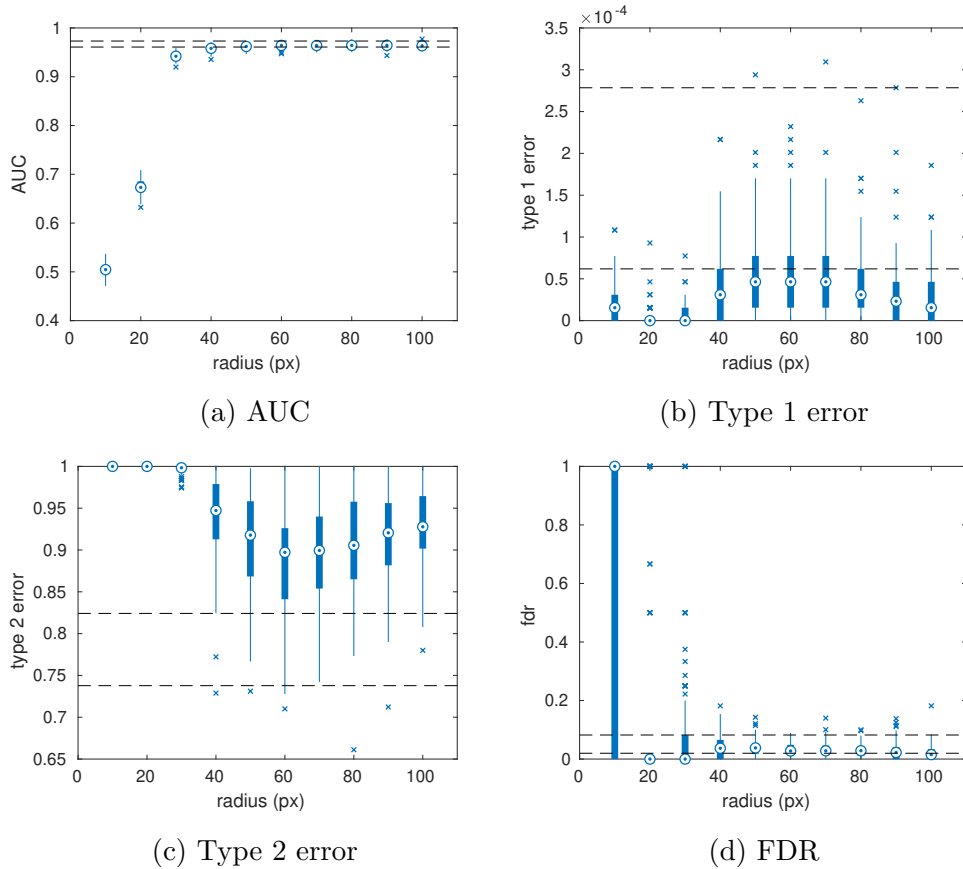 1
0.9
0.8
0.7
0.6
0.5
0.4
AUC
0 20 40 60 80 100
radius (px)
(a) AUC
×10⁻⁴
3.5
3
2.5
2
1.5
1
0.5
0
type 1 error
0 20 40 60 80 100
radius (px)
(b) Type 1 error
1
0.95
0.9
0.85
0.8
0.75
0.7
0.65
type 2 error
0 20 40 60 80 100
radius (px)
(c) Type 2 error
1
0.8
0.6
0.4
0.2
0
fdr
0 20 40 60 80 100
radius (px)
(d) FDR